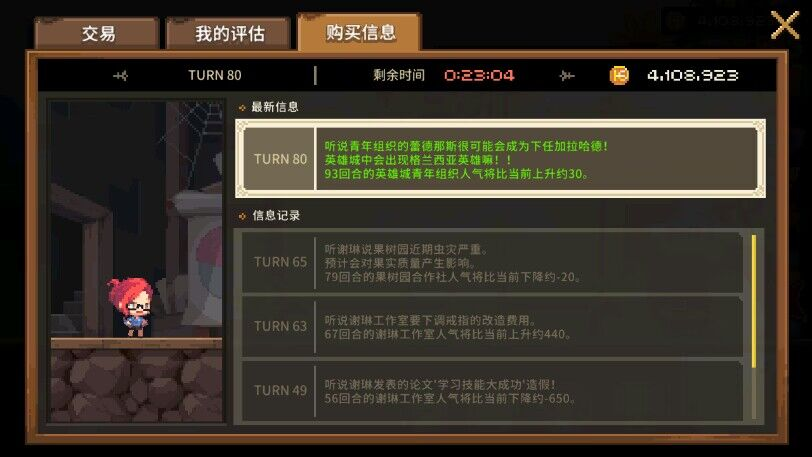 交易
我的评估
购买信息
TURN 80
剩余时间
0:23:04
4,108,923
最新信息
TURN 80
听说青年组织的蕾德那斯很可能会成为下任加拉哈德!
英雄城中会出现格兰西亚英雄嘛!!
93回合的英雄城青年组织人气将比当前上升约30。
信息记录
TURN 65
听谢琳说果树园近期虫灾严重。
预计会对果实质量产生影响。
79回合的果树园合作社人气将比当前下降约-20。
TURN 63
听说谢琳工作室要下调戒指的改造费用。
67回合的谢琳工作室人气将比当前上升约440。
TURN 49
听说谢琳发表的论文'学习技能大成功'造假!
56回合的谢琳工作室人气将比当前下降约-650。